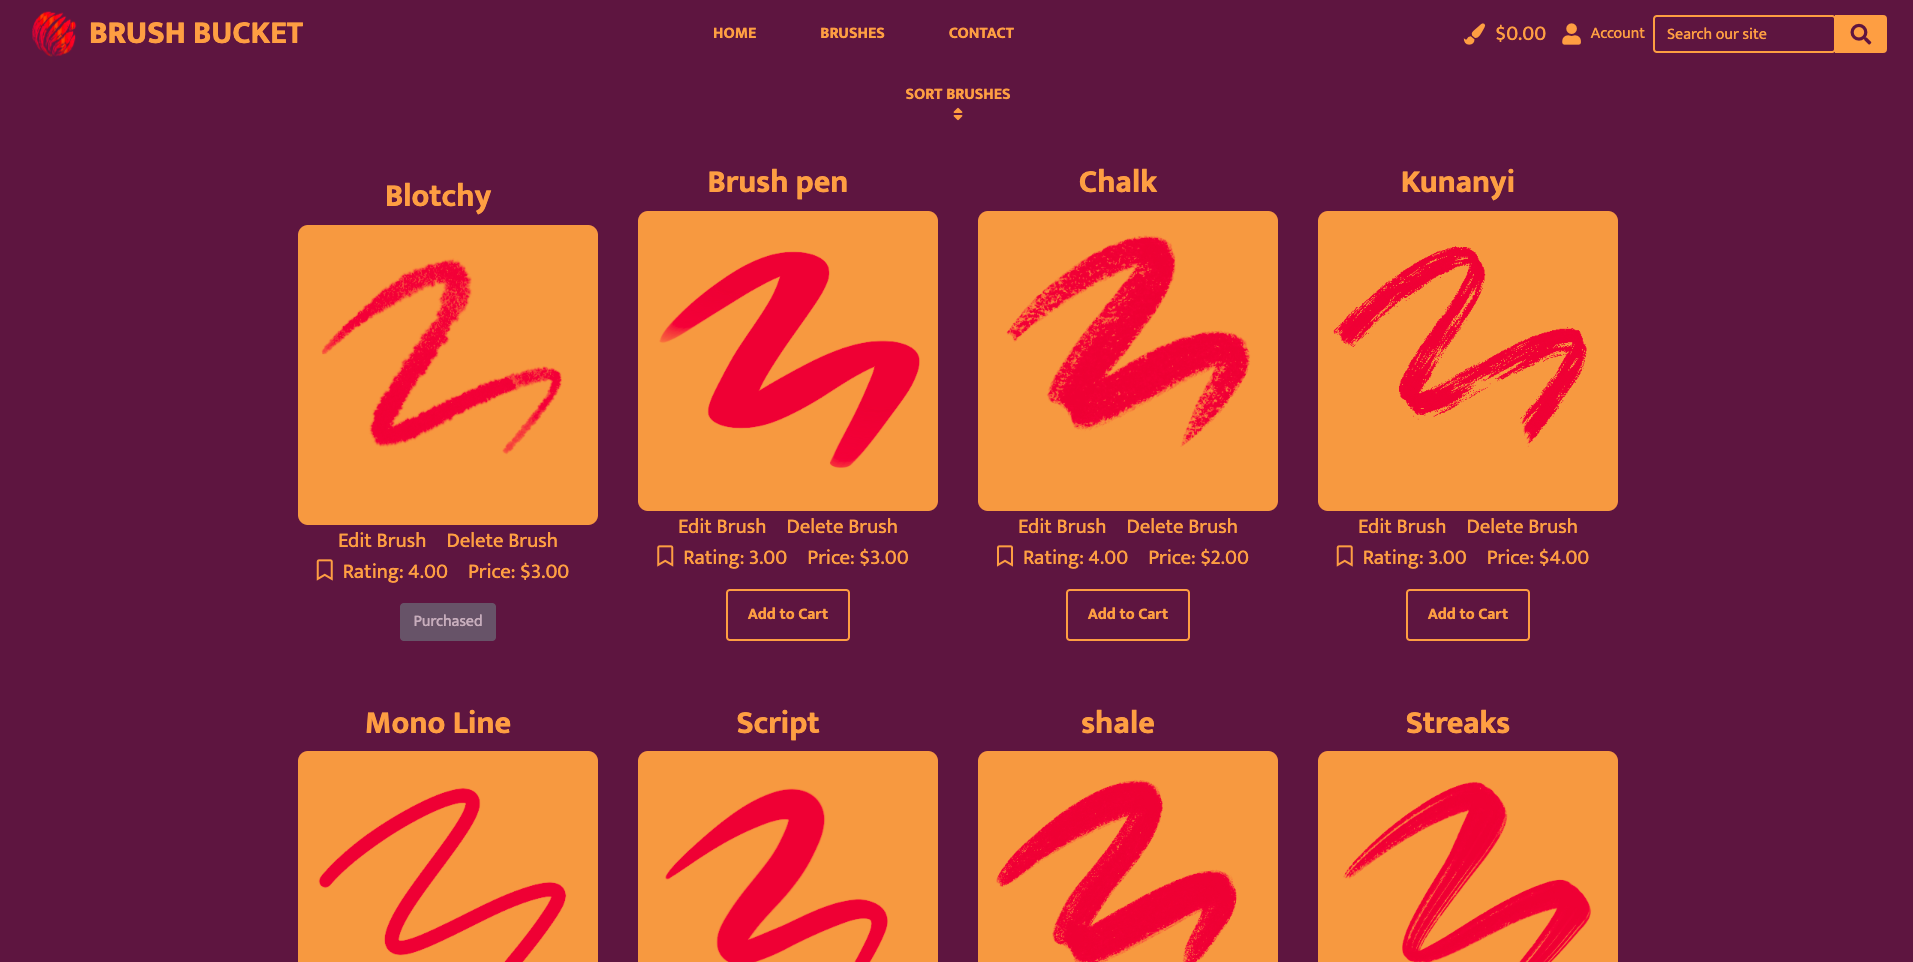 BRUSH BUCKET
HOME BRUSHES CONTACT
$0.00 Account Search our site
SORT BRUSHES
Blotchy
Edit Brush Delete Brush
Rating: 4.00 Price: $3.00
Purchased
Brush pen
Edit Brush Delete Brush
Rating: 3.00 Price: $3.00
Add to Cart
Chalk
Edit Brush Delete Brush
Rating: 4.00 Price: $2.00
Add to Cart
Kunanyi
Edit Brush Delete Brush
Rating: 3.00 Price: $4.00
Add to Cart
Mono Line
Script
shale
Streaks